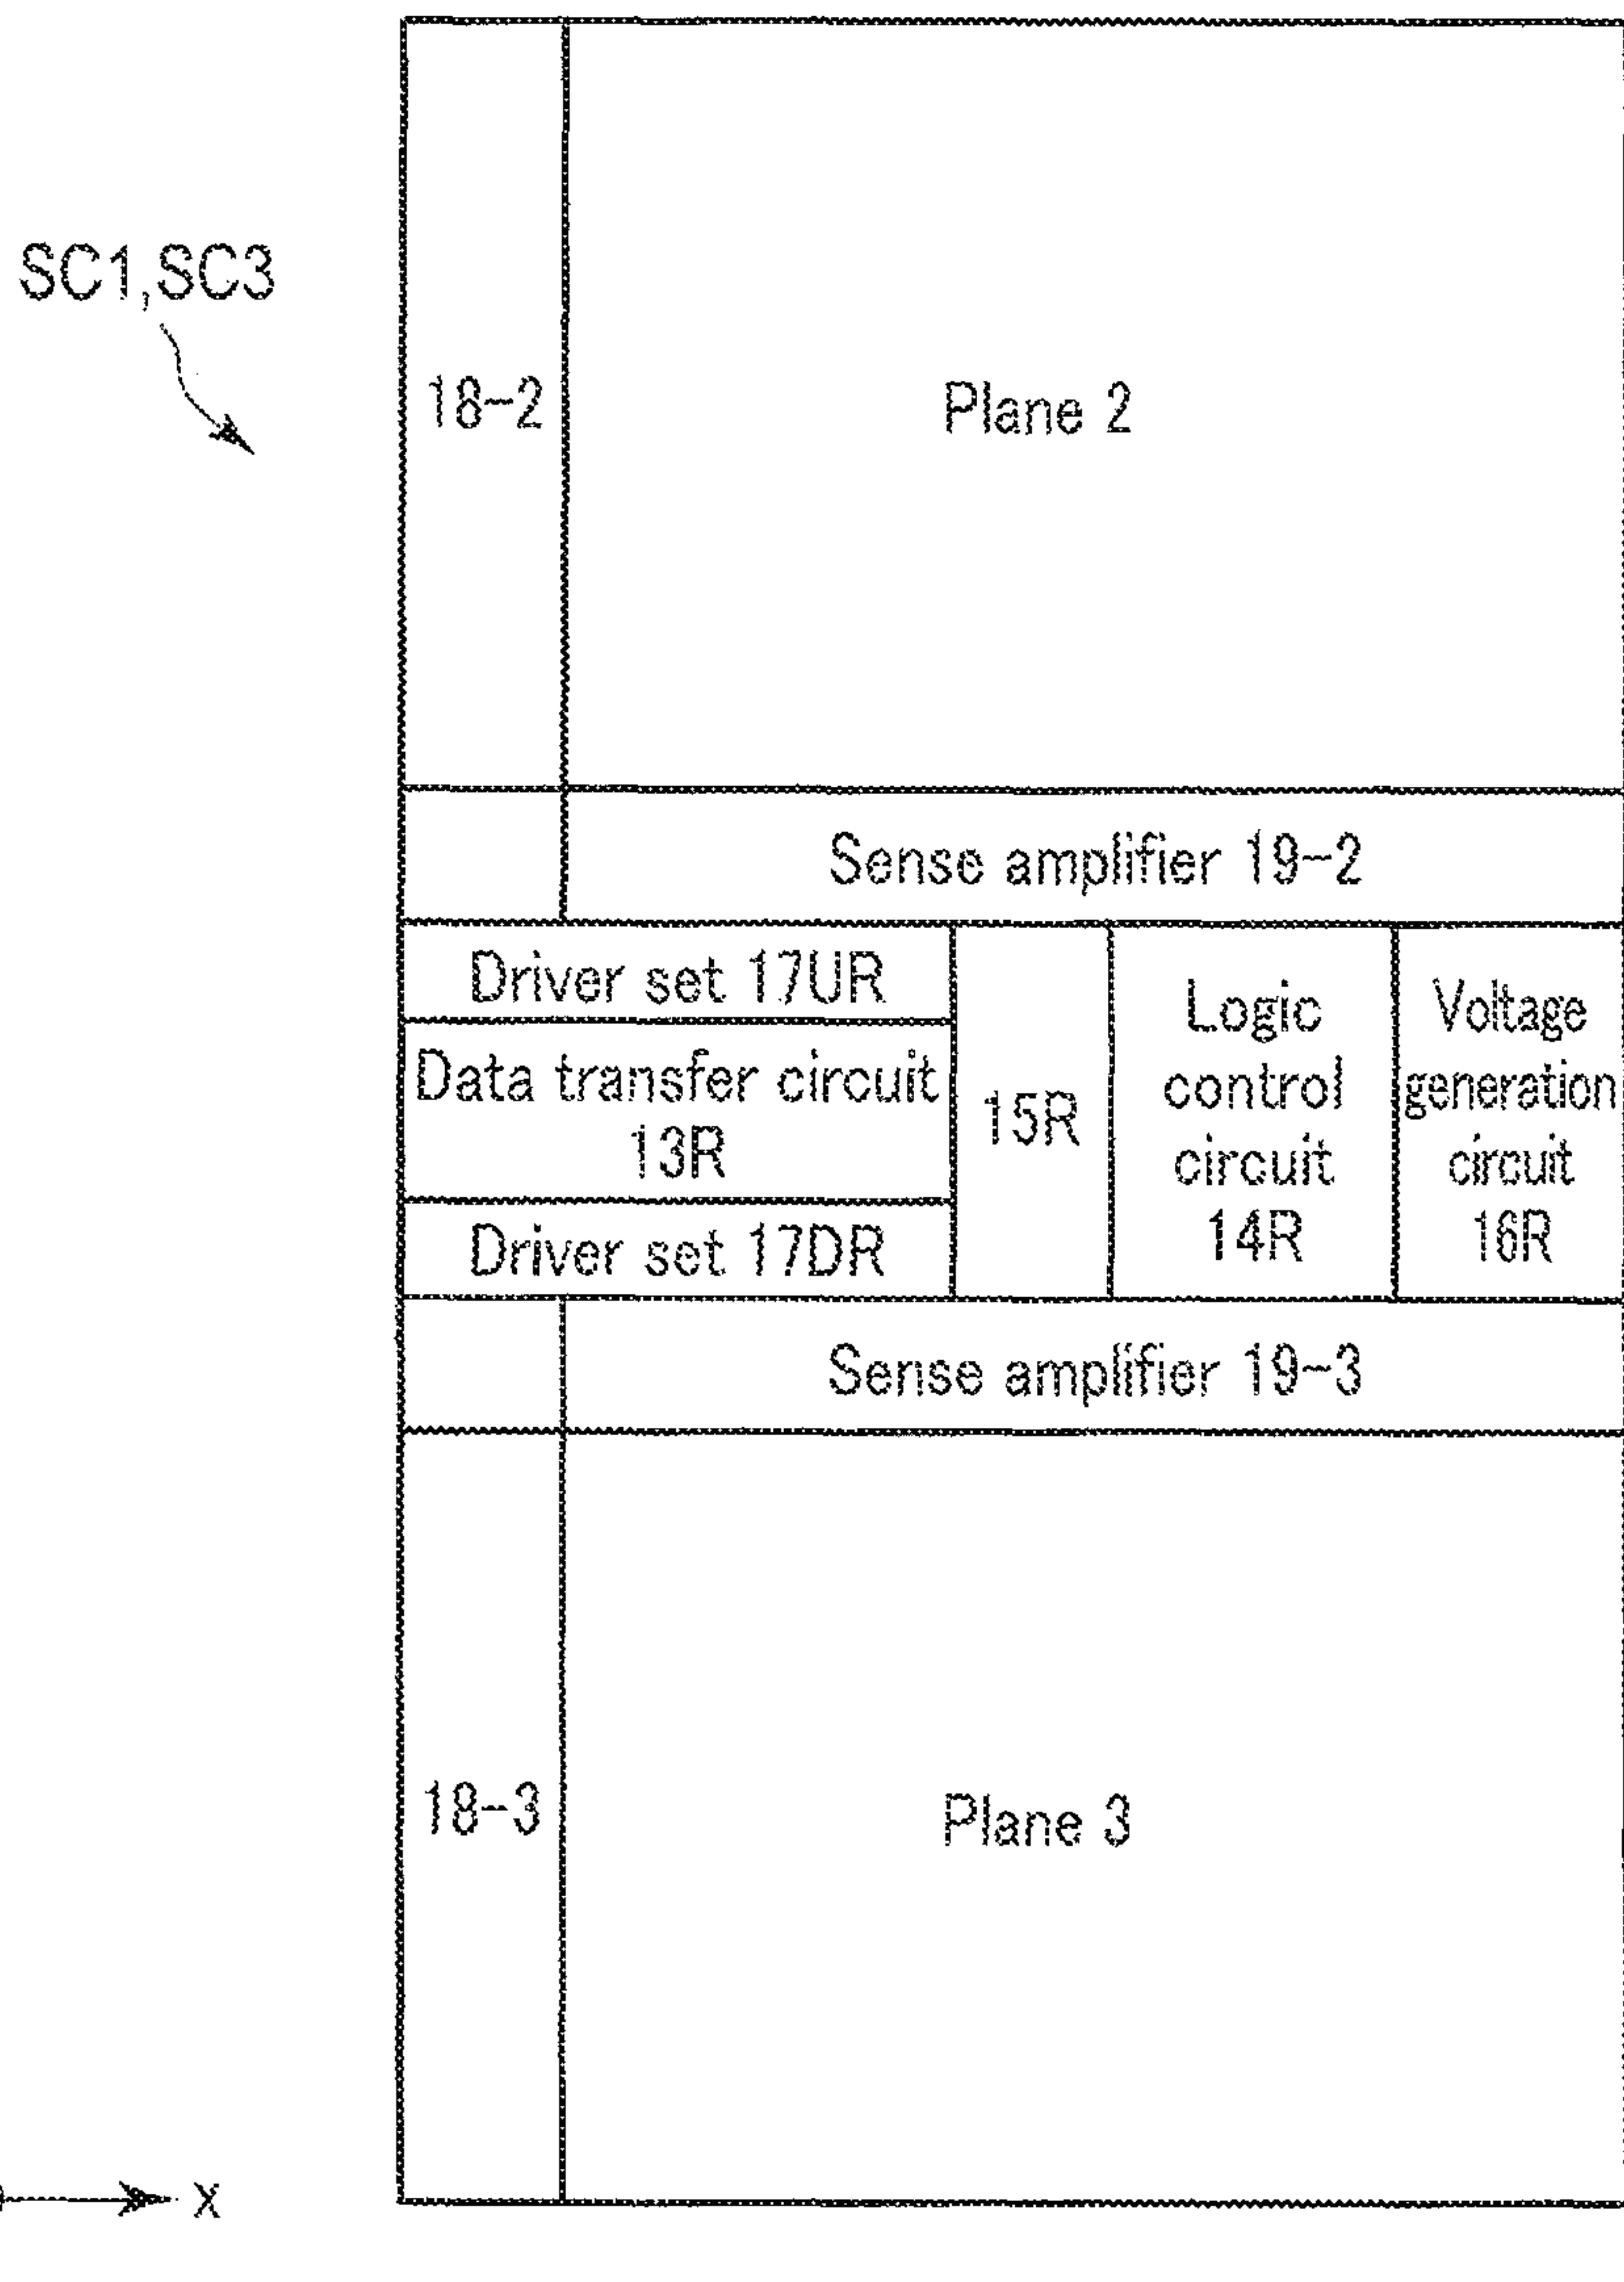 SC1,SC3
18-2
Plane 2
Sense amplifier 19-2
Driver set 17UR
Data transfer circuit
13R
Driver set 17DR
15R
Logic
control
circuit
14R
Voltage
generation
circuit
16R
Sense amplifier 19-3
18-3
Plane 3
X